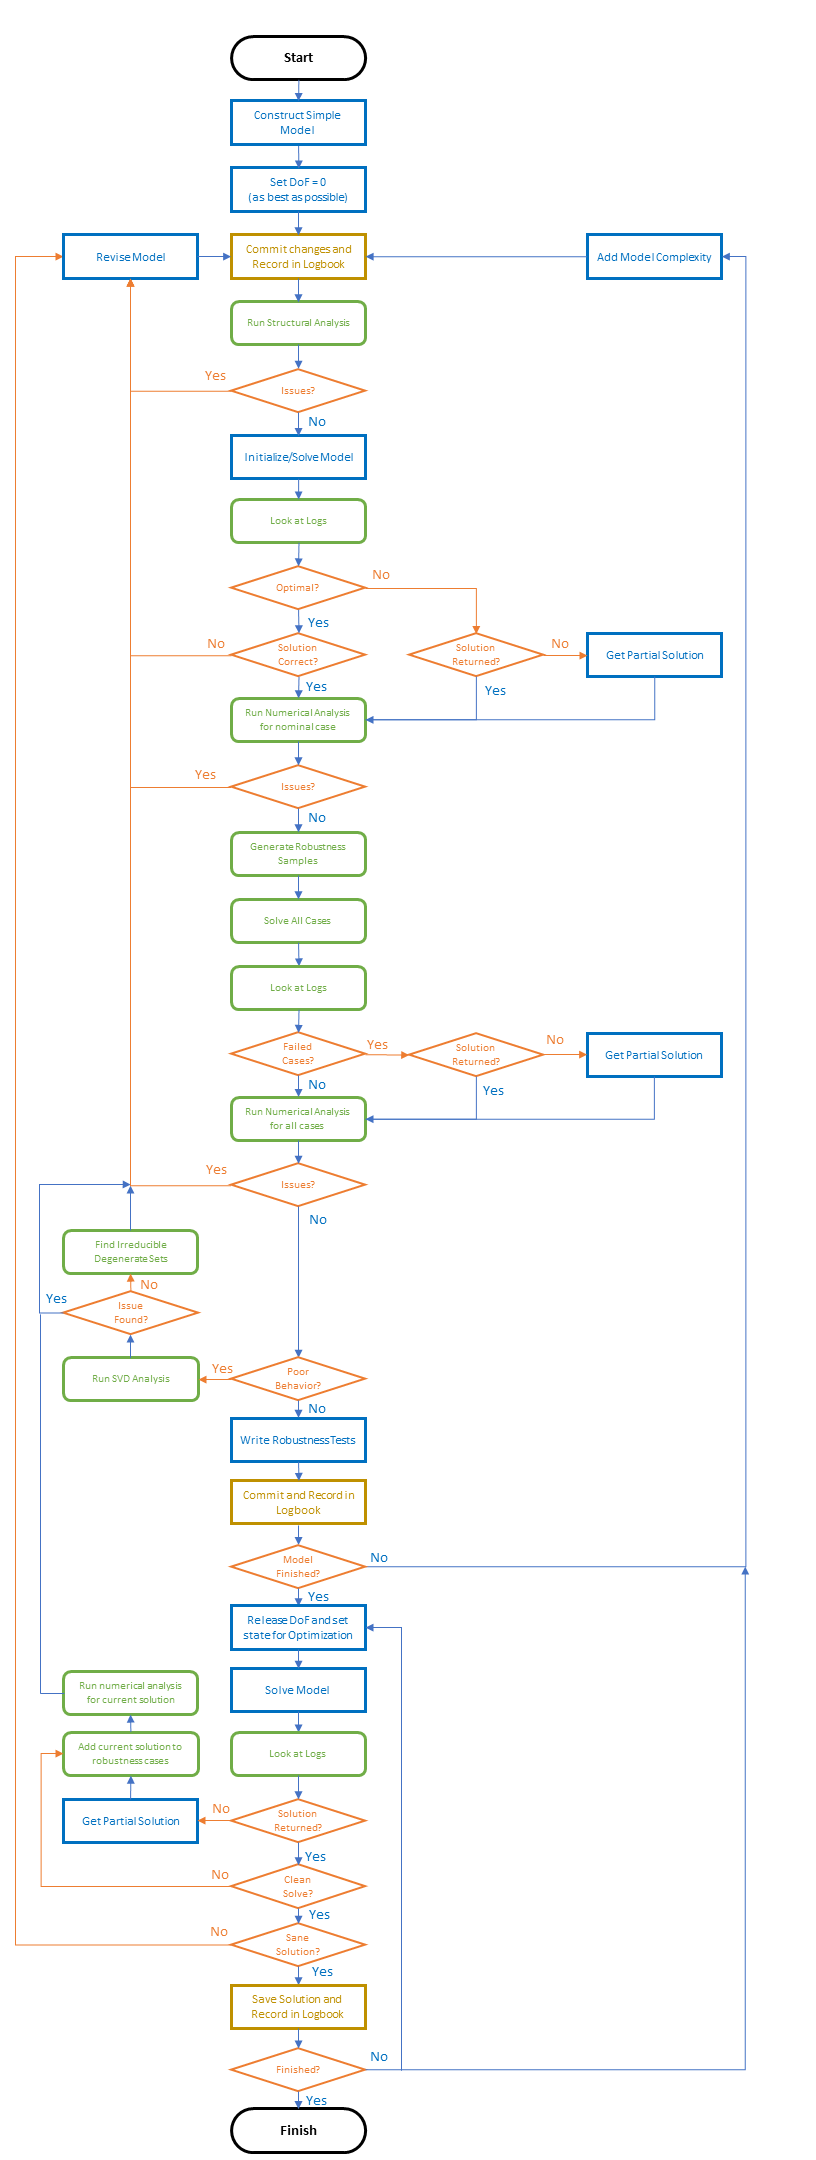 Start
Construct Simple
Model
Set DoF = 0
(as best as possible)
Revise Model
Commit changes and
Record in Logbook
Add Model Complexity
Run Structural Analysis
Yes
Issues?
No
Initialize/Solve Model
Look at Logs
Optimal?
No
Yes
No
Solution
Correct?
Solution
Returned?
No
Get Partial Solution
Yes
Yes
Run Numerical Analysis
for nominal case
Yes
Issues?
No
Generate Robustness
Samples
Solve All Cases
Look at Logs
Failed
Cases?
Yes
Solution
Returned?
No
Get Partial Solution
No
Yes
Run Numerical Analysis
for all cases
Yes
Issues?
No
Find Irreducible
Degenerate Sets
No
Yes
Issue
Found?
Run SVD Analysis
Yes
Poor
Behavior?
No
Write Robustness Tests
Commit and Record in
Logbook
Model
Finished?
No
Yes
Release DoF and set
state for Optimization
Run numerical analysis
for current solution
Solve Model
Add current solution to
robustness cases
Look at Logs
Get Partial Solution
No
Solution
Returned?
Yes
No
Clean
Solve?
Yes
No
Sane
Solution?
Yes
Save Solution and
Record in Logbook
Finished?
No
Yes
Finish